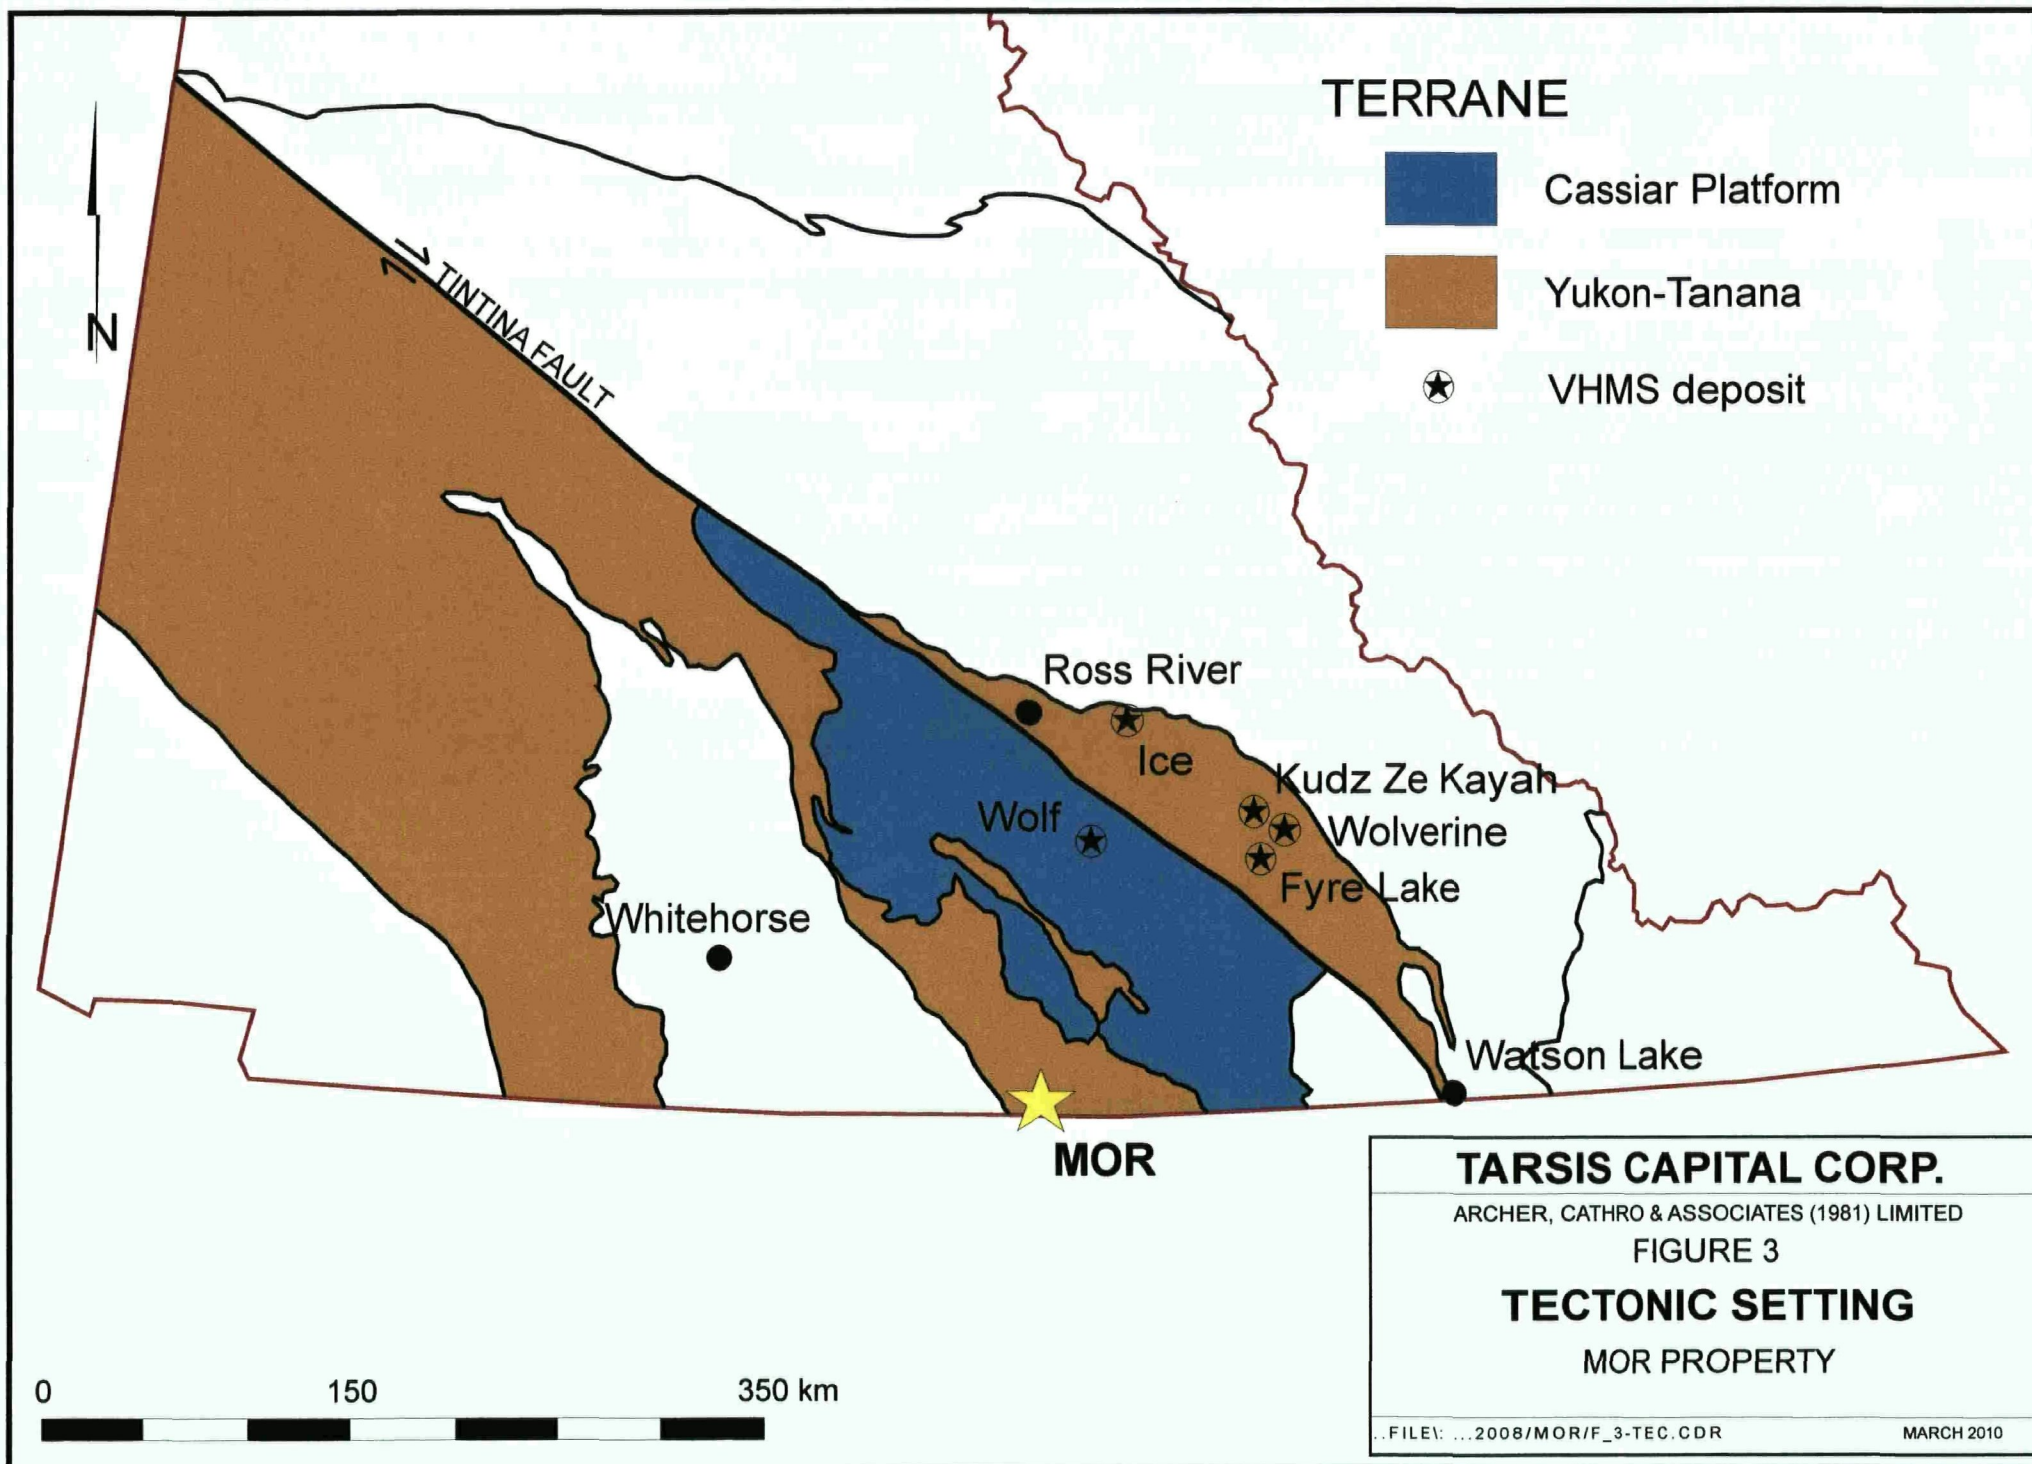 TERRANE
Cassiar Platform
Yukon-Tanana
VHMS deposit
N
TINTINA FAULT
Ross River
Ice
Kudz Ze Kayah
Wolf
Wolverine
Fyre Lake
Whitehorse
Watson Lake
MOR
TARSIS CAPITAL CORP.
ARCHER, CATHRO & ASSOCIATES (1981) LIMITED
FIGURE 3
TECTONIC SETTING
MOR PROPERTY
..FILE\: ...2008/MOR/F_3-TEC.CDR MARCH 2010
0 150 350 km